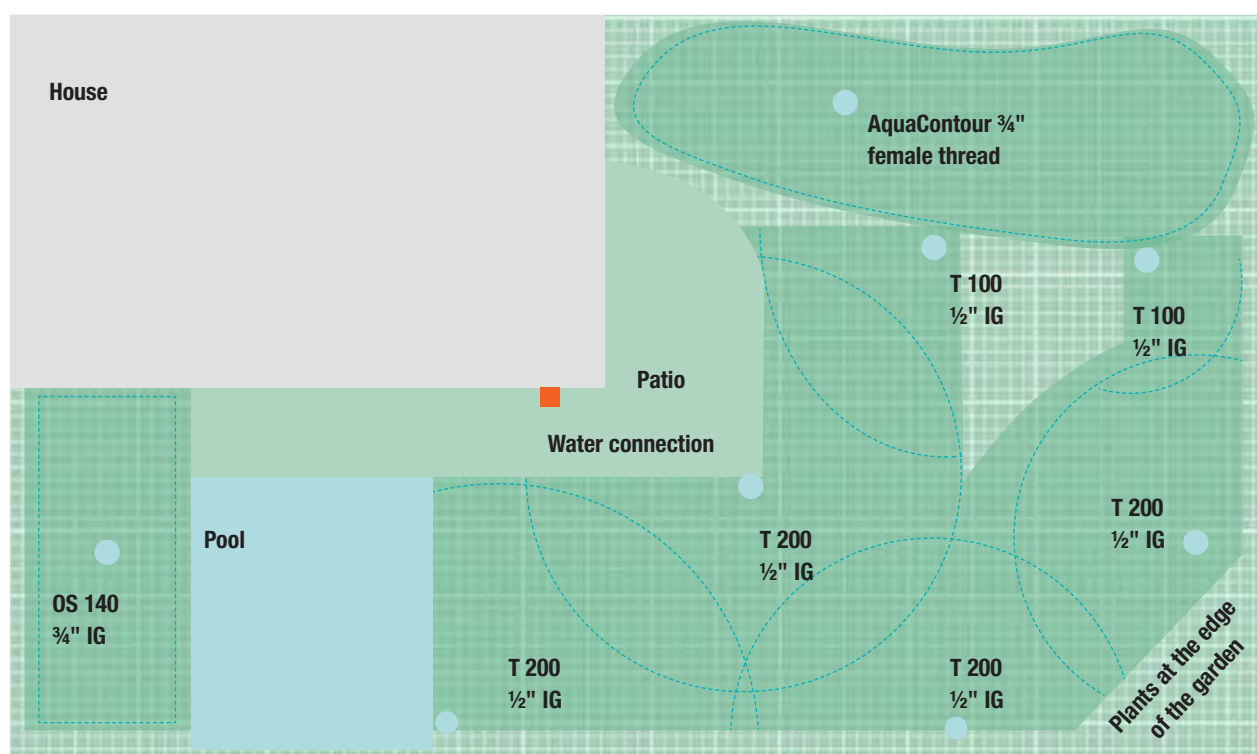 House
AquaContour ¾"
female thread
T 100
½" IG
T 100
½" IG
Patio
Water connection
Pool
T 200
½" IG
T 200
½" IG
OS 140
¾" IG
T 200
½" IG
T 200
½" IG
Plants at the edge
of the garden